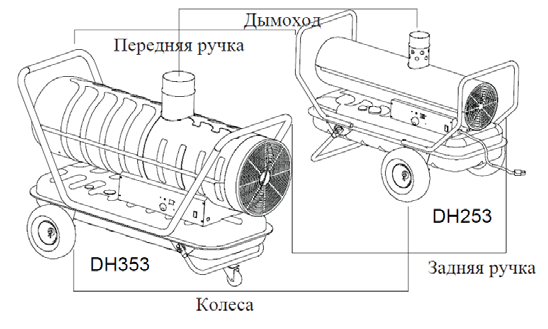 Дымоход
Передняя ручка
DH253
DH353
Задняя ручка
Колеса